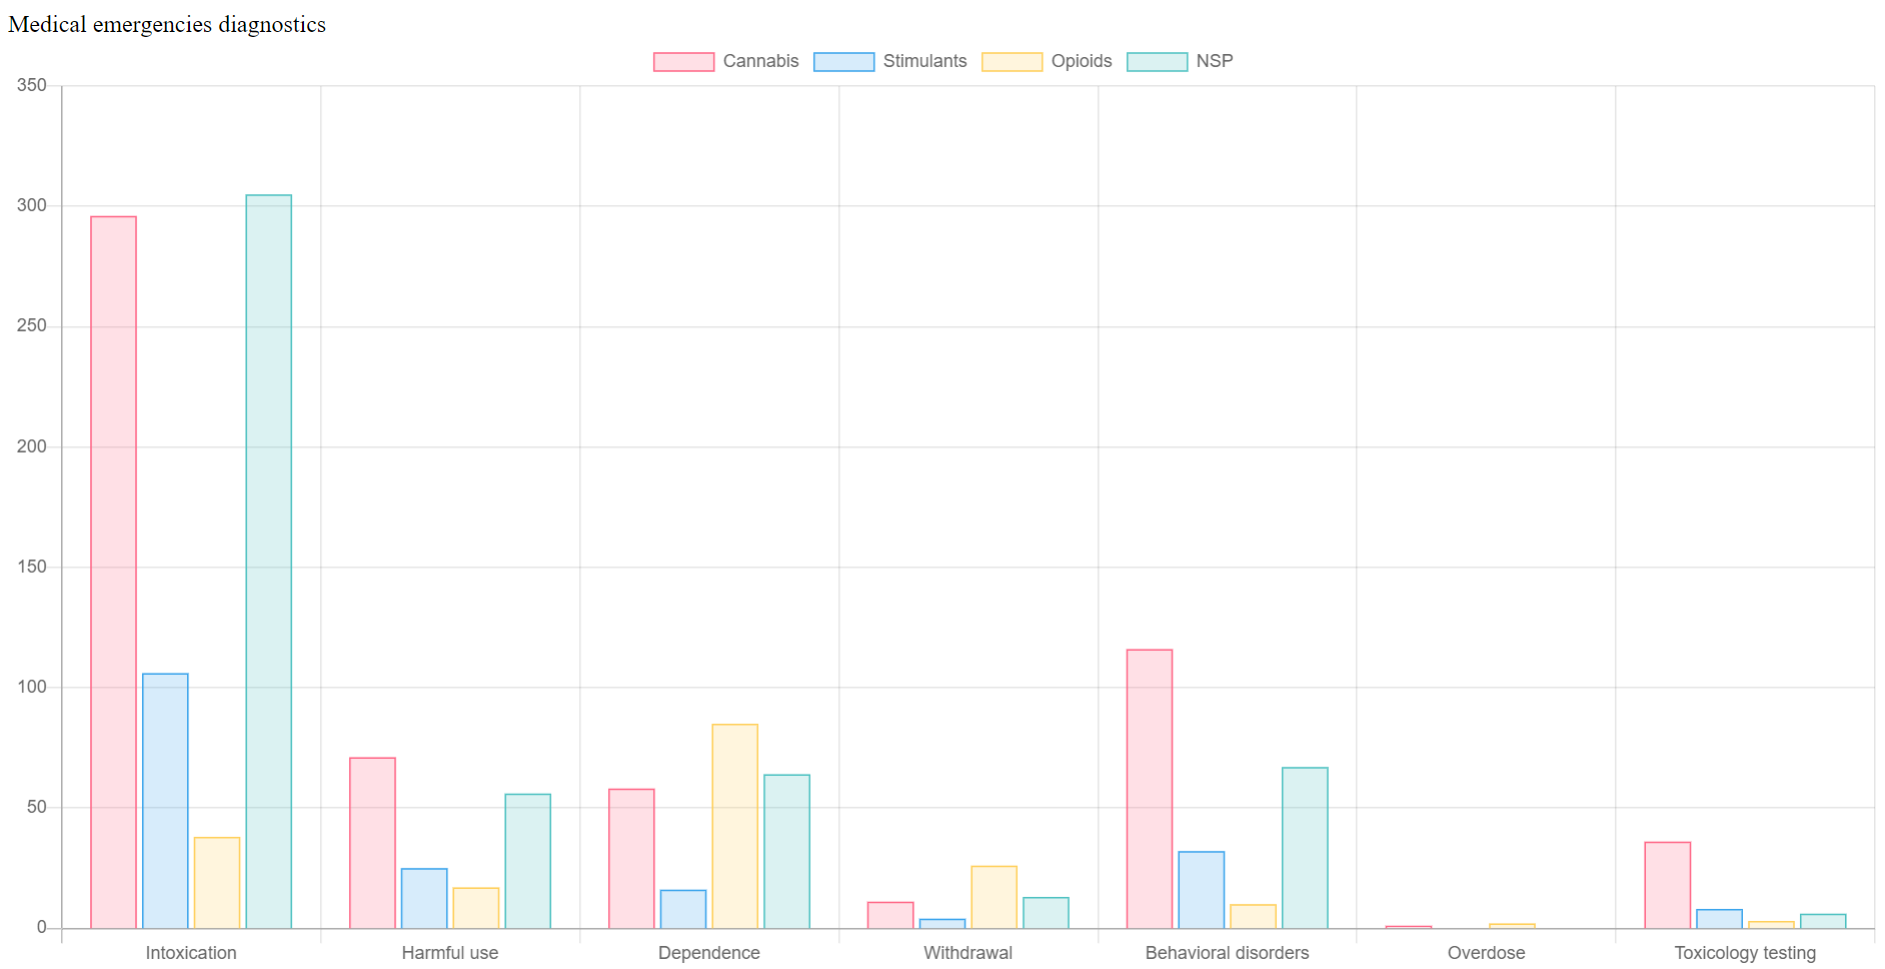 Medical emergencies diagnostics
Cannabis Stimulants Opioids NSP
350
300
250
200
150
100
50
0
Intoxication Harmful use Dependence Withdrawal Behavioral disorders Overdose Toxicology testing